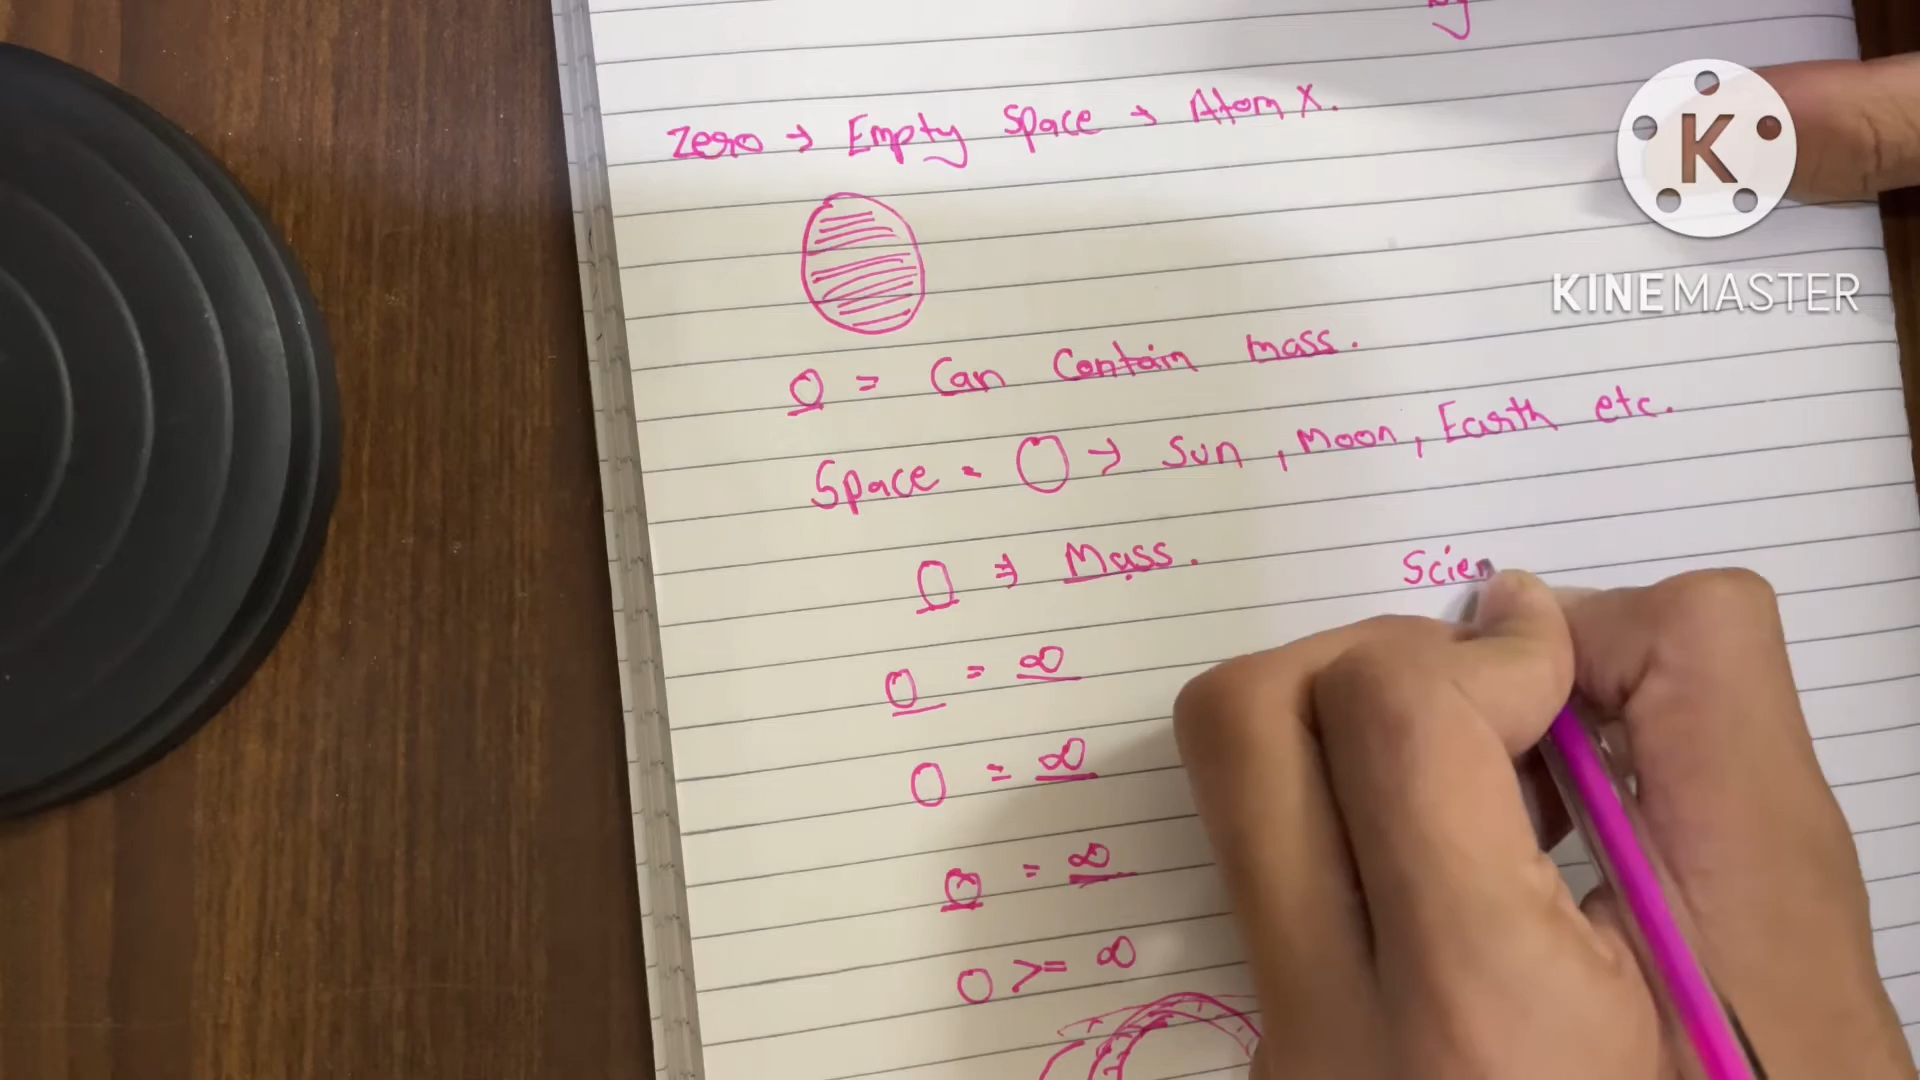 Zero → Empty Space → Atom X.
0 = Can Contain mass.
Space = 0 → Sun, Moon, Earth etc.
0 ⇒ Mass.
Scien
0 = ∞
0 = ∞
0 = ∞
0 >= ∞
K
KINEMASTER